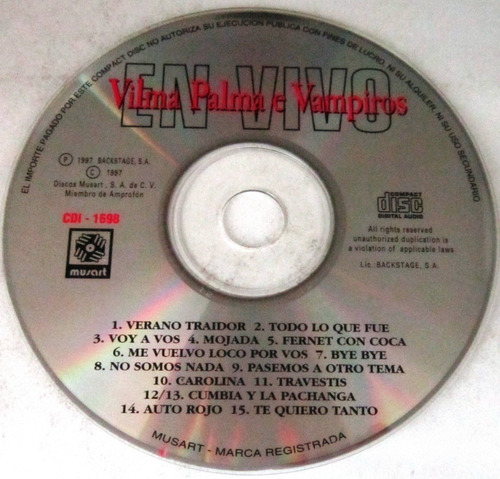 EL IMPORTE PAGADO POR ESTE COMPACT DISC NO AUTORIZA SU EJECUCION PUBLICA CON FINES DE LUCRO, NI SU ALQUILER, NI SU USO SECUNDARIO
EN VIVO
Vilma Palma e Vampiros
P 1997, BACKSTAGE, S.A.
C 1997
Discos Musart, S. A. de C. V.
Miembro de Amprofón
CDI - 1698
musart
COMPACT
disc
DIGITAL AUDIO
All rights reserved
unauthorized duplication is
a violation of applicable laws
Lic.: BACKSTAGE, S.A.
1. VERANO TRAIDOR 2. TODO LO QUE FUE
3. VOY A VOS 4. MOJADA 5. FERNET CON COCA
6. ME VUELVO LOCO POR VOS 7. BYE BYE
8. NO SOMOS NADA 9. PASEMOS A OTRO TEMA
10. CAROLINA 11. TRAVESTIS
12/13. CUMBIA Y LA PACHANGA
14. AUTO ROJO 15. TE QUIERO TANTO
MUSART - MARCA REGISTRADA